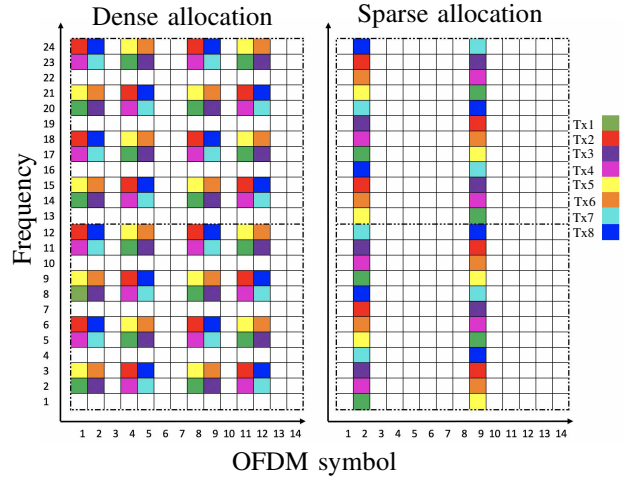 Dense allocation
Sparse allocation
24
23
22
21
20
19
18
17
16
15
14
13
12
11
10
9
8
7
6
5
4
3
2
1
Frequency
Tx1
Tx2
Tx3
Tx4
Tx5
Tx6
Tx7
Tx8
1 2 3 4 5 6 7 8 9 10 11 12 13 14
1 2 3 4 5 6 7 8 9 10 11 12 13 14
OFDM symbol